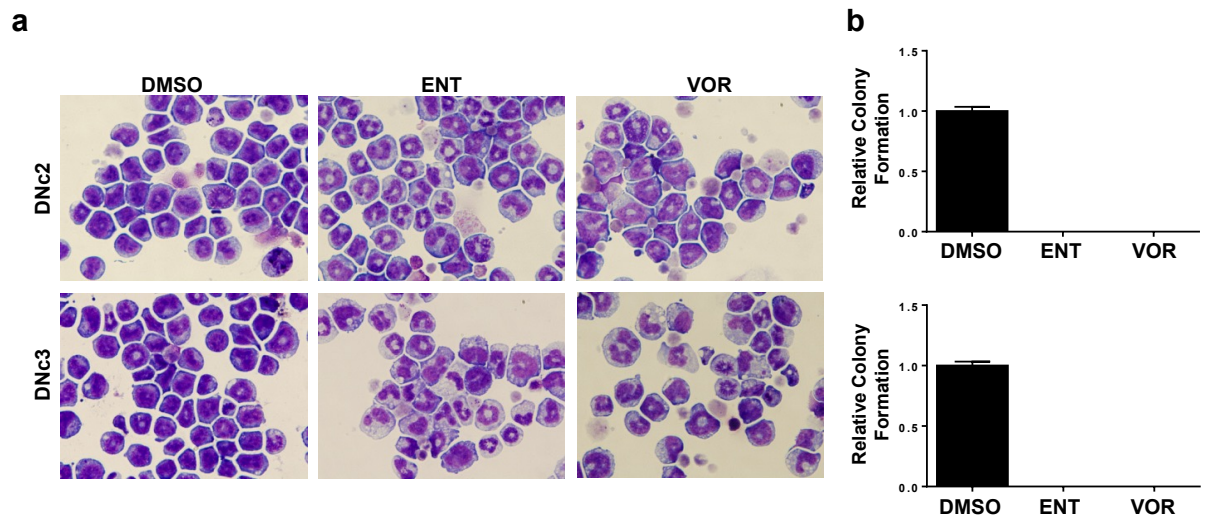 a
b
DMSO ENT VOR
DNc2
DNc3
Relative Colony
Formation
1.5
1.0
0.5
0.0
DMSO ENT VOR
Relative Colony
Formation
1.5
1.0
0.5
0.0
DMSO ENT VOR